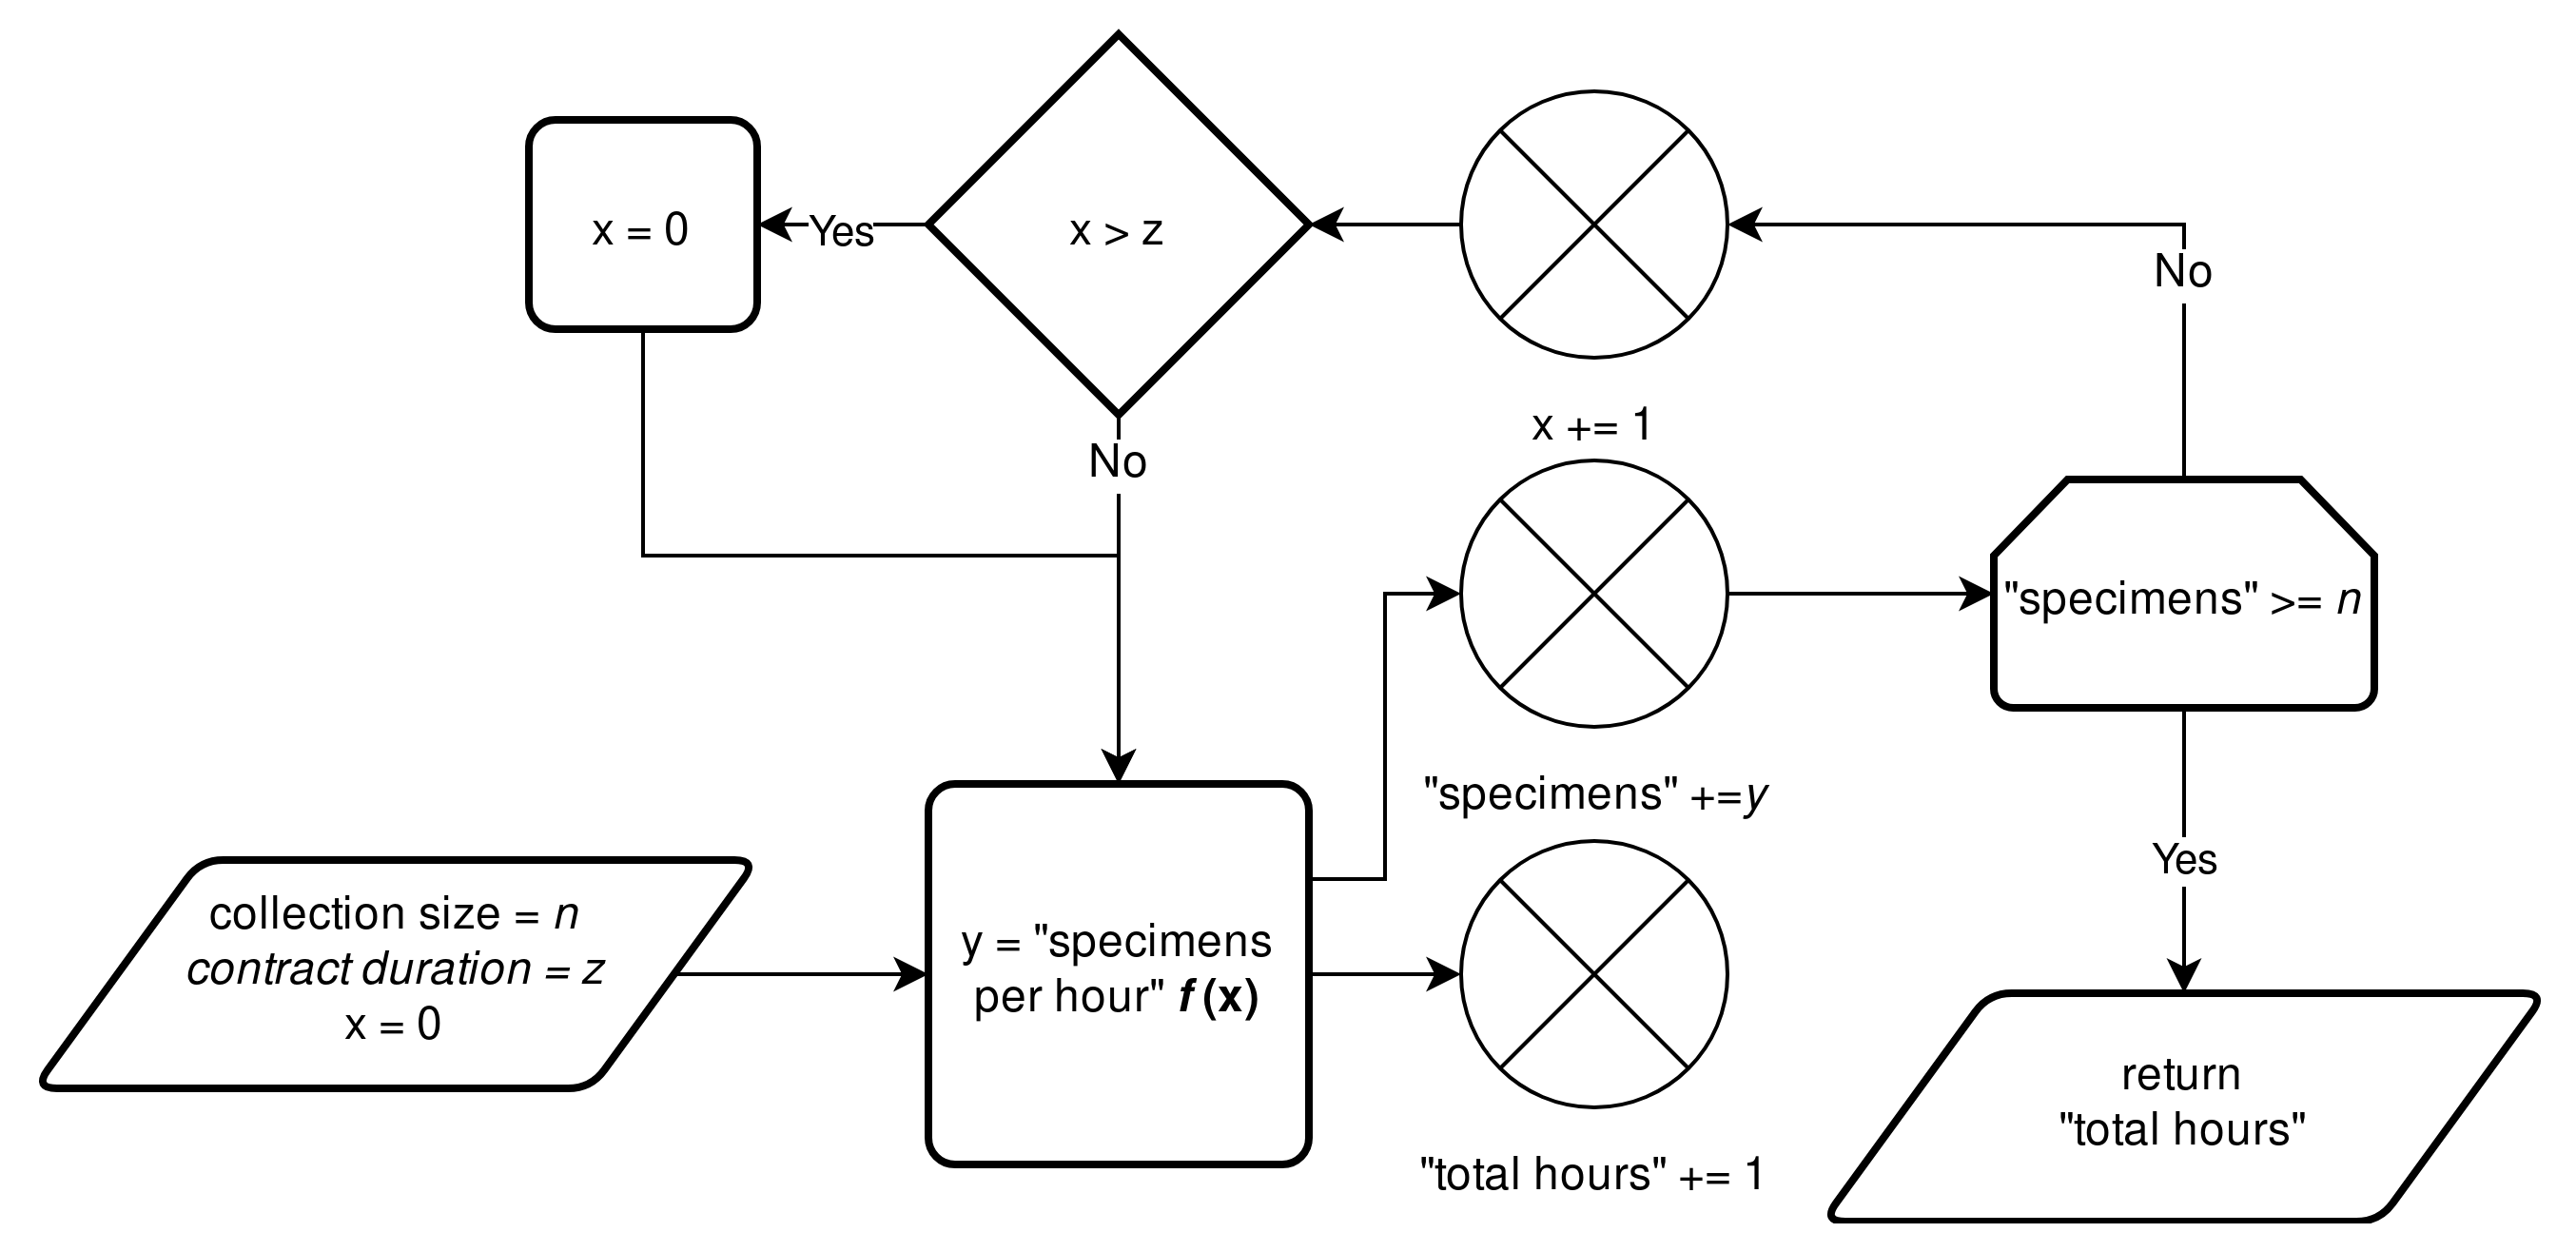 x = 0
Yes
x > z
No
x += 1
No
"specimens" >= n
"specimens" +=y
Yes
collection size = n
contract duration = z
x = 0
y = "specimens
per hour" f (x)
"total hours" += 1
return
"total hours"